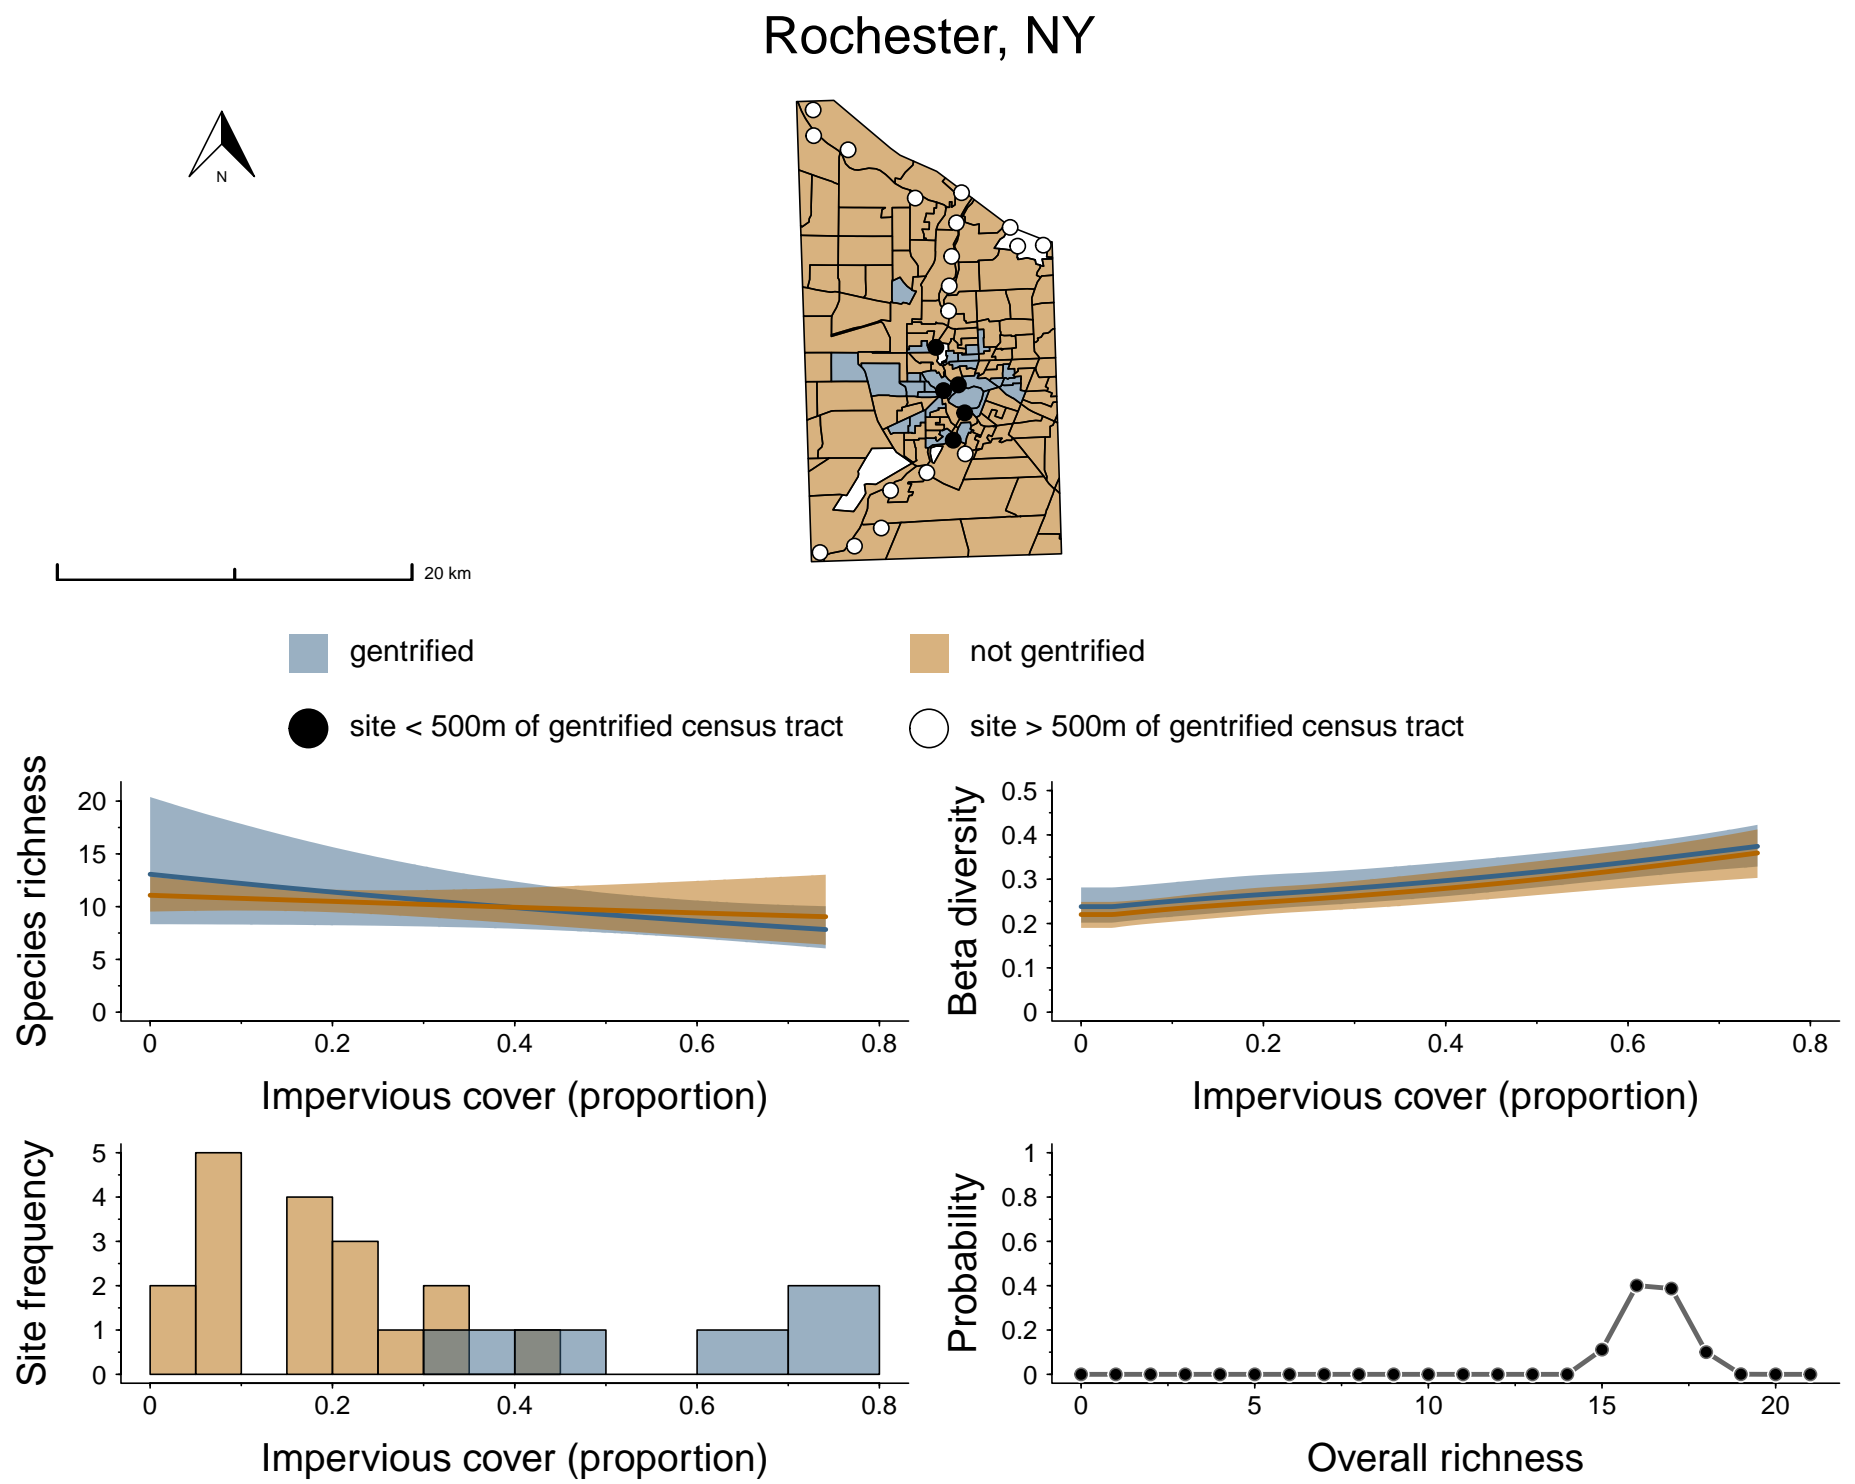 Rochester, NY
N
20 km
gentrified
not gentrified
site < 500m of gentrified census tract
site > 500m of gentrified census tract
Species richness
20
15
10
5
0
0 0.2 0.4 0.6 0.8
Impervious cover (proportion)
Beta diversity
0.5
0.4
0.3
0.2
0.1
0
0 0.2 0.4 0.6 0.8
Impervious cover (proportion)
Site frequency
5
4
3
2
1
0
0 0.2 0.4 0.6 0.8
Impervious cover (proportion)
Probability
1
0.8
0.6
0.4
0.2
0
0 5 10 15 20
Overall richness